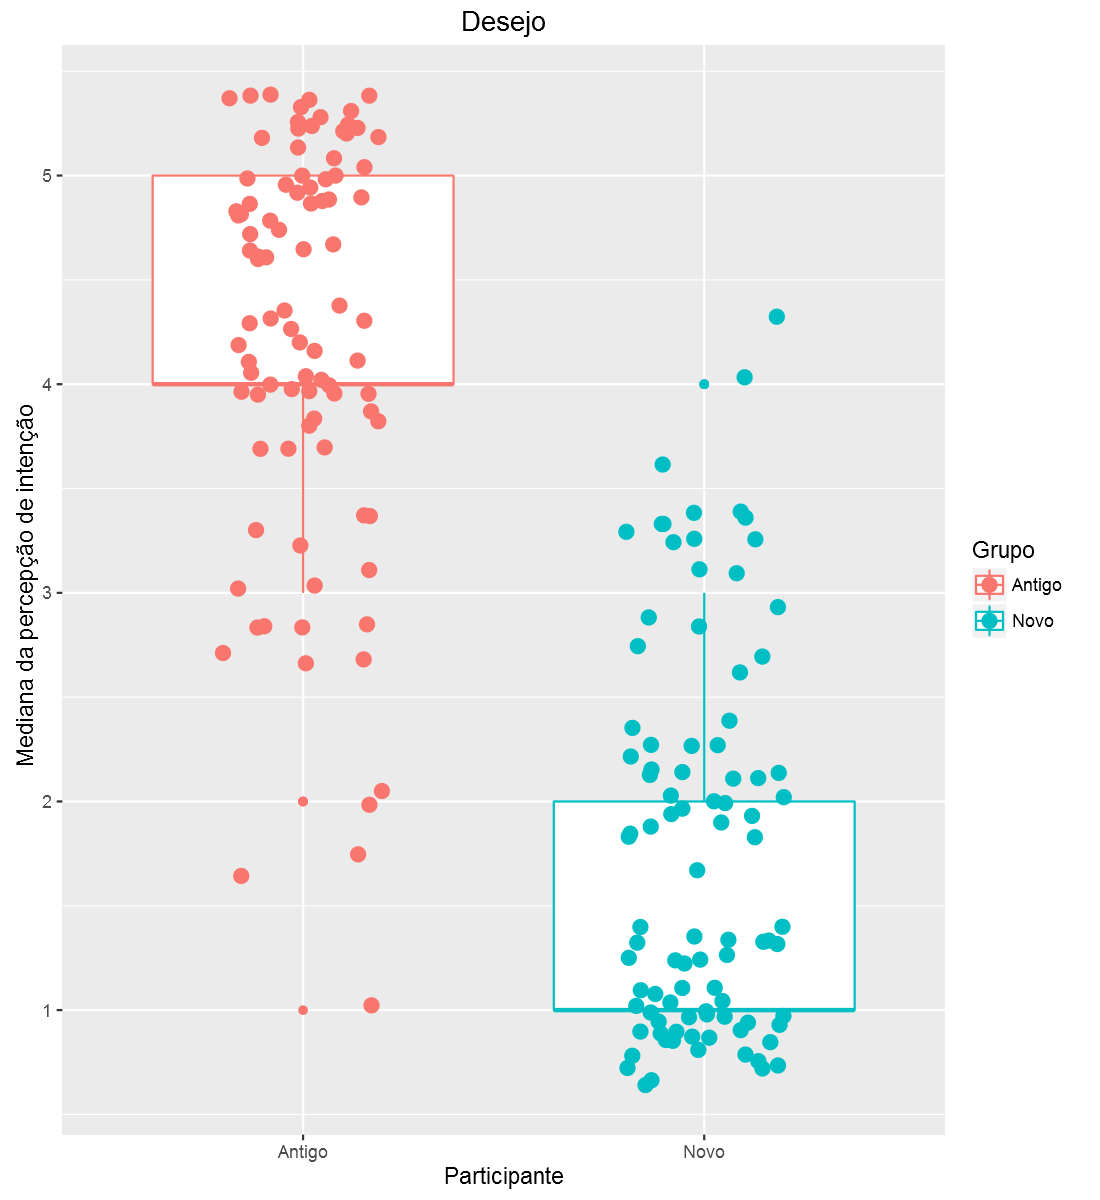 Desejo
Mediana da percepção de intenção
5
4
3
2
1
Antigo
Novo
Participante
Grupo
Antigo
Novo